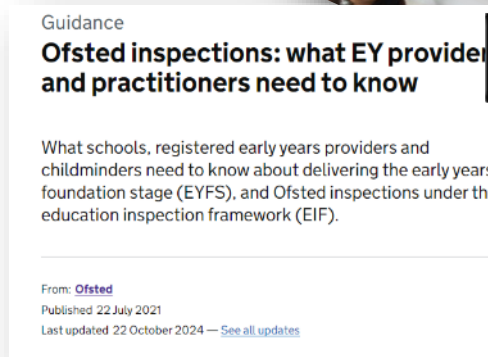 Guidance
Ofsted inspections: what EY provider
and practitioners need to know
What schools, registered early years providers and
childminders need to know about delivering the early years
foundation stage (EYFS), and Ofsted inspections under th
education inspection framework (EIF).
From: Ofsted
Published 22 July 2021
Last updated 22 October 2024 — See all updates